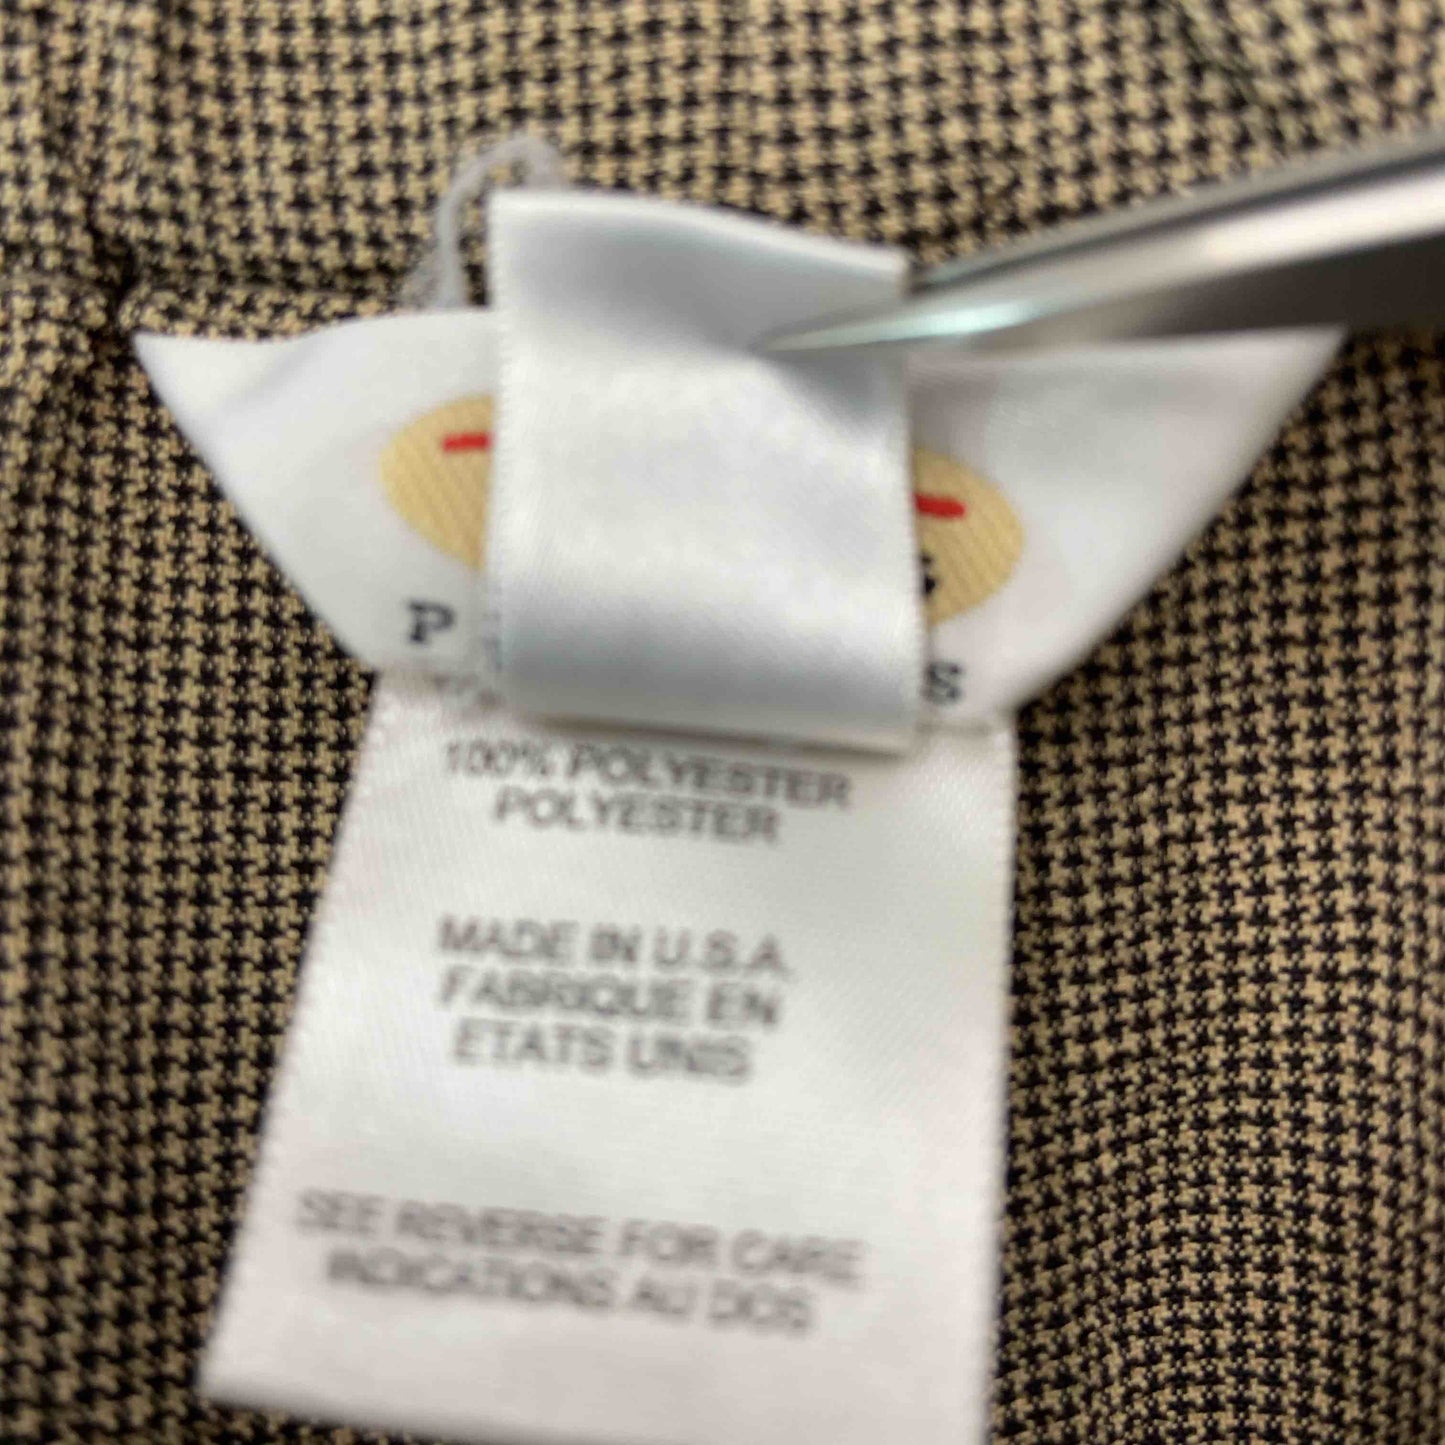 P S
100% POLYESTER
POLYESTER
MADE IN U.S.A
FABRIQUE EN
ETATS UNIS
SEE REVERSE FOR CARE
INDICATIONS AU DOS